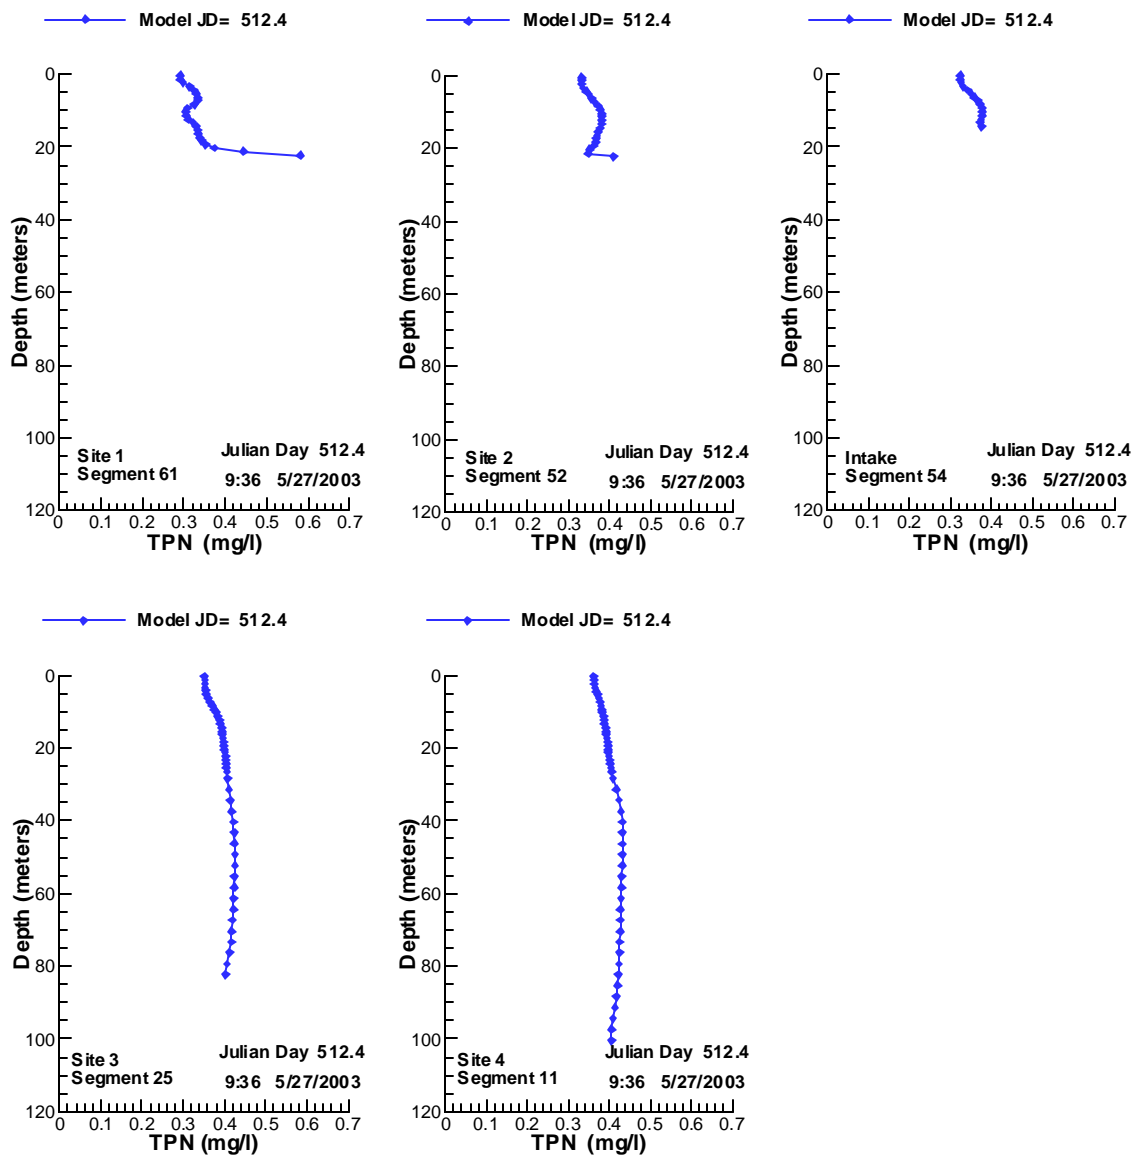 Model JD= 512.4
0
20
40
60
80
100
120
Depth (meters)
Site 1
Segment 61
Julian Day 512.4
9:36 5/27/2003
0 0.1 0.2 0.3 0.4 0.5 0.6 0.7
TPN (mg/l)
Model JD= 512.4
0
20
40
60
80
100
120
Depth (meters)
Site 2
Segment 52
Julian Day 512.4
9:36 5/27/2003
0 0.1 0.2 0.3 0.4 0.5 0.6 0.7
TPN (mg/l)
Model JD= 512.4
0
20
40
60
80
100
120
Depth (meters)
Intake
Segment 54
Julian Day 512.4
9:36 5/27/2003
0 0.1 0.2 0.3 0.4 0.5 0.6 0.7
TPN (mg/l)
Model JD= 512.4
0
20
40
60
80
100
120
Depth (meters)
Site 3
Segment 25
Julian Day 512.4
9:36 5/27/2003
0 0.1 0.2 0.3 0.4 0.5 0.6 0.7
TPN (mg/l)
Model JD= 512.4
0
20
40
60
80
100
120
Depth (meters)
Site 4
Segment 11
Julian Day 512.4
9:36 5/27/2003
0 0.1 0.2 0.3 0.4 0.5 0.6 0.7
TPN (mg/l)